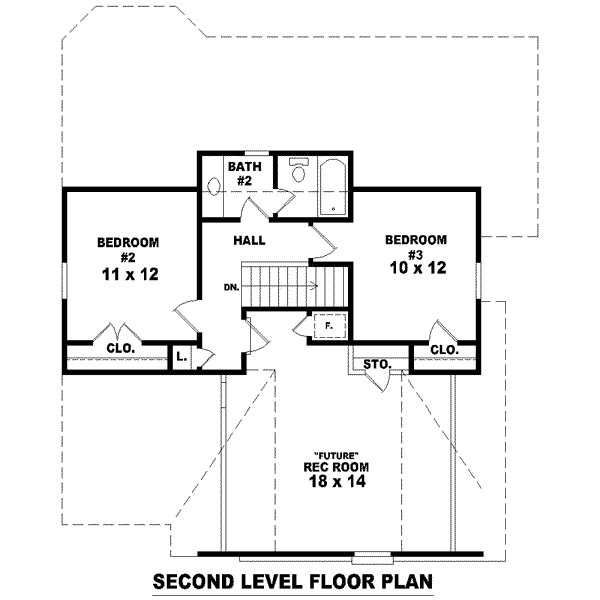 BATH
#2
BEDROOM
#2
11 x 12
HALL
BEDROOM
#3
10 x 12
DN.
F.
CLO.
L.
STO.
CLO.
"FUTURE"
REC ROOM
18 x 14
SECOND LEVEL FLOOR PLAN